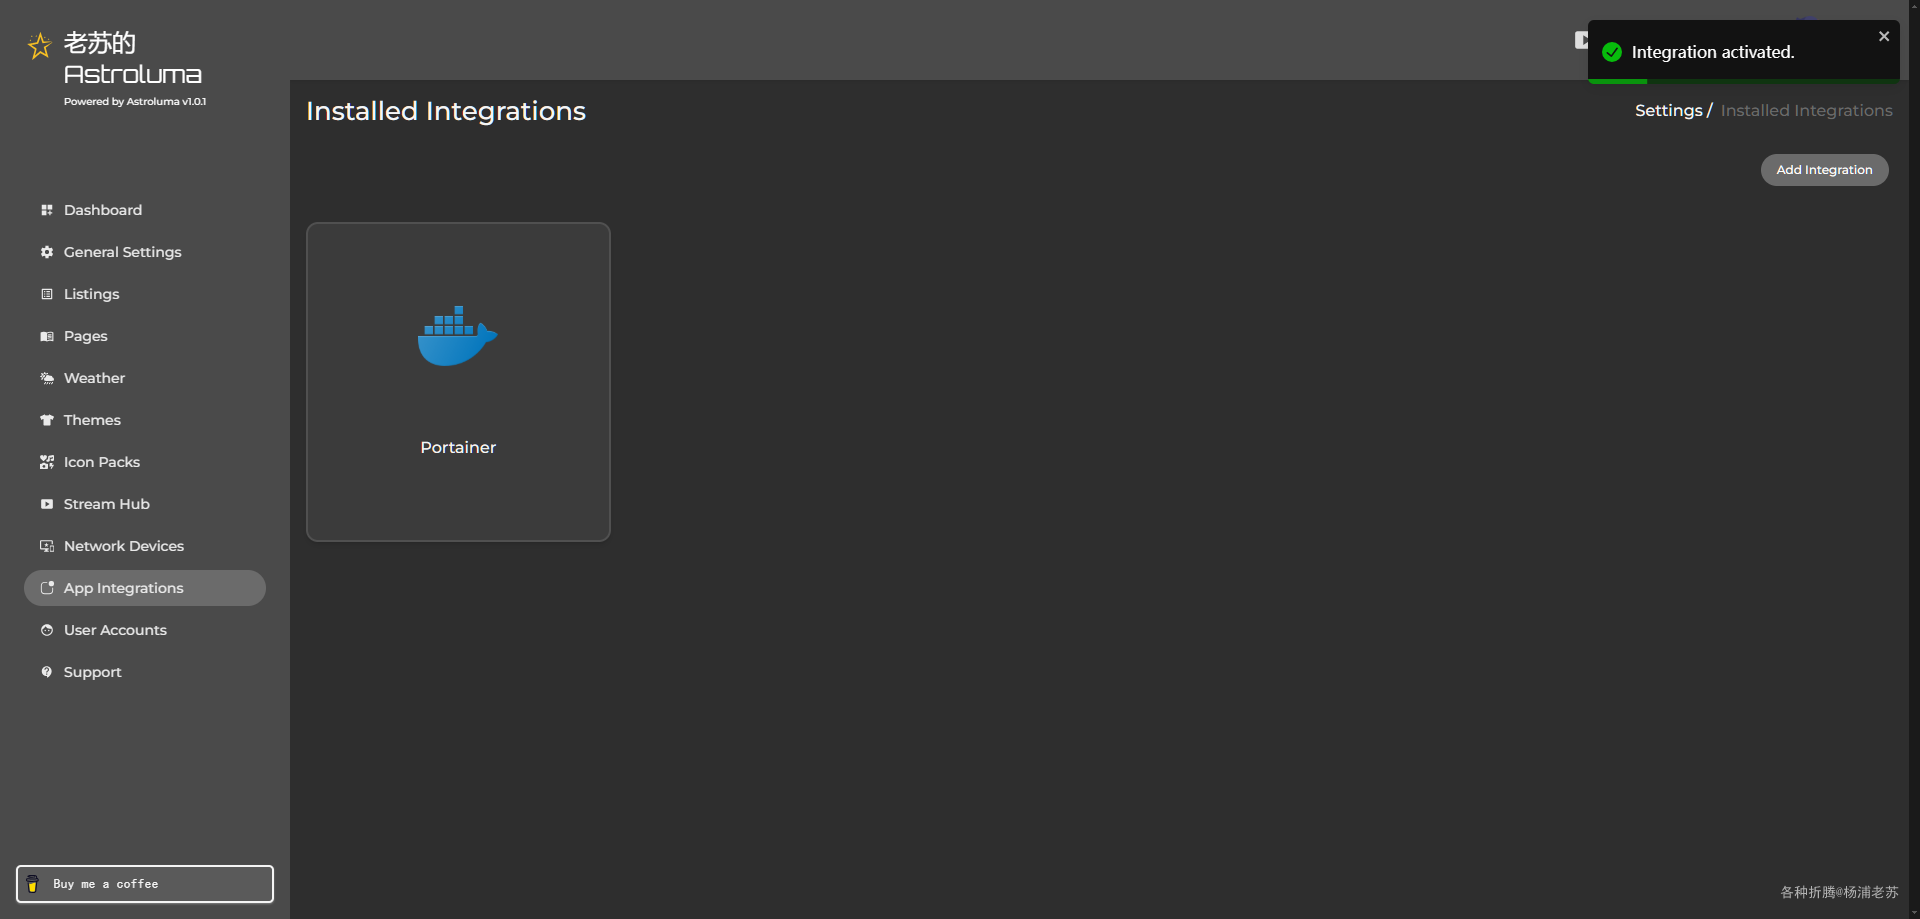 老苏的
Astroluma
Powered by Astroluma v1.0.1
Integration activated.
Installed Integrations
Settings / Installed Integrations
Add Integration
Dashboard
General Settings
Listings
Pages
Weather
Themes
Icon Packs
Stream Hub
Network Devices
App Integrations
User Accounts
Support
Portainer
Buy me a coffee
各种折腾@杨浦老苏